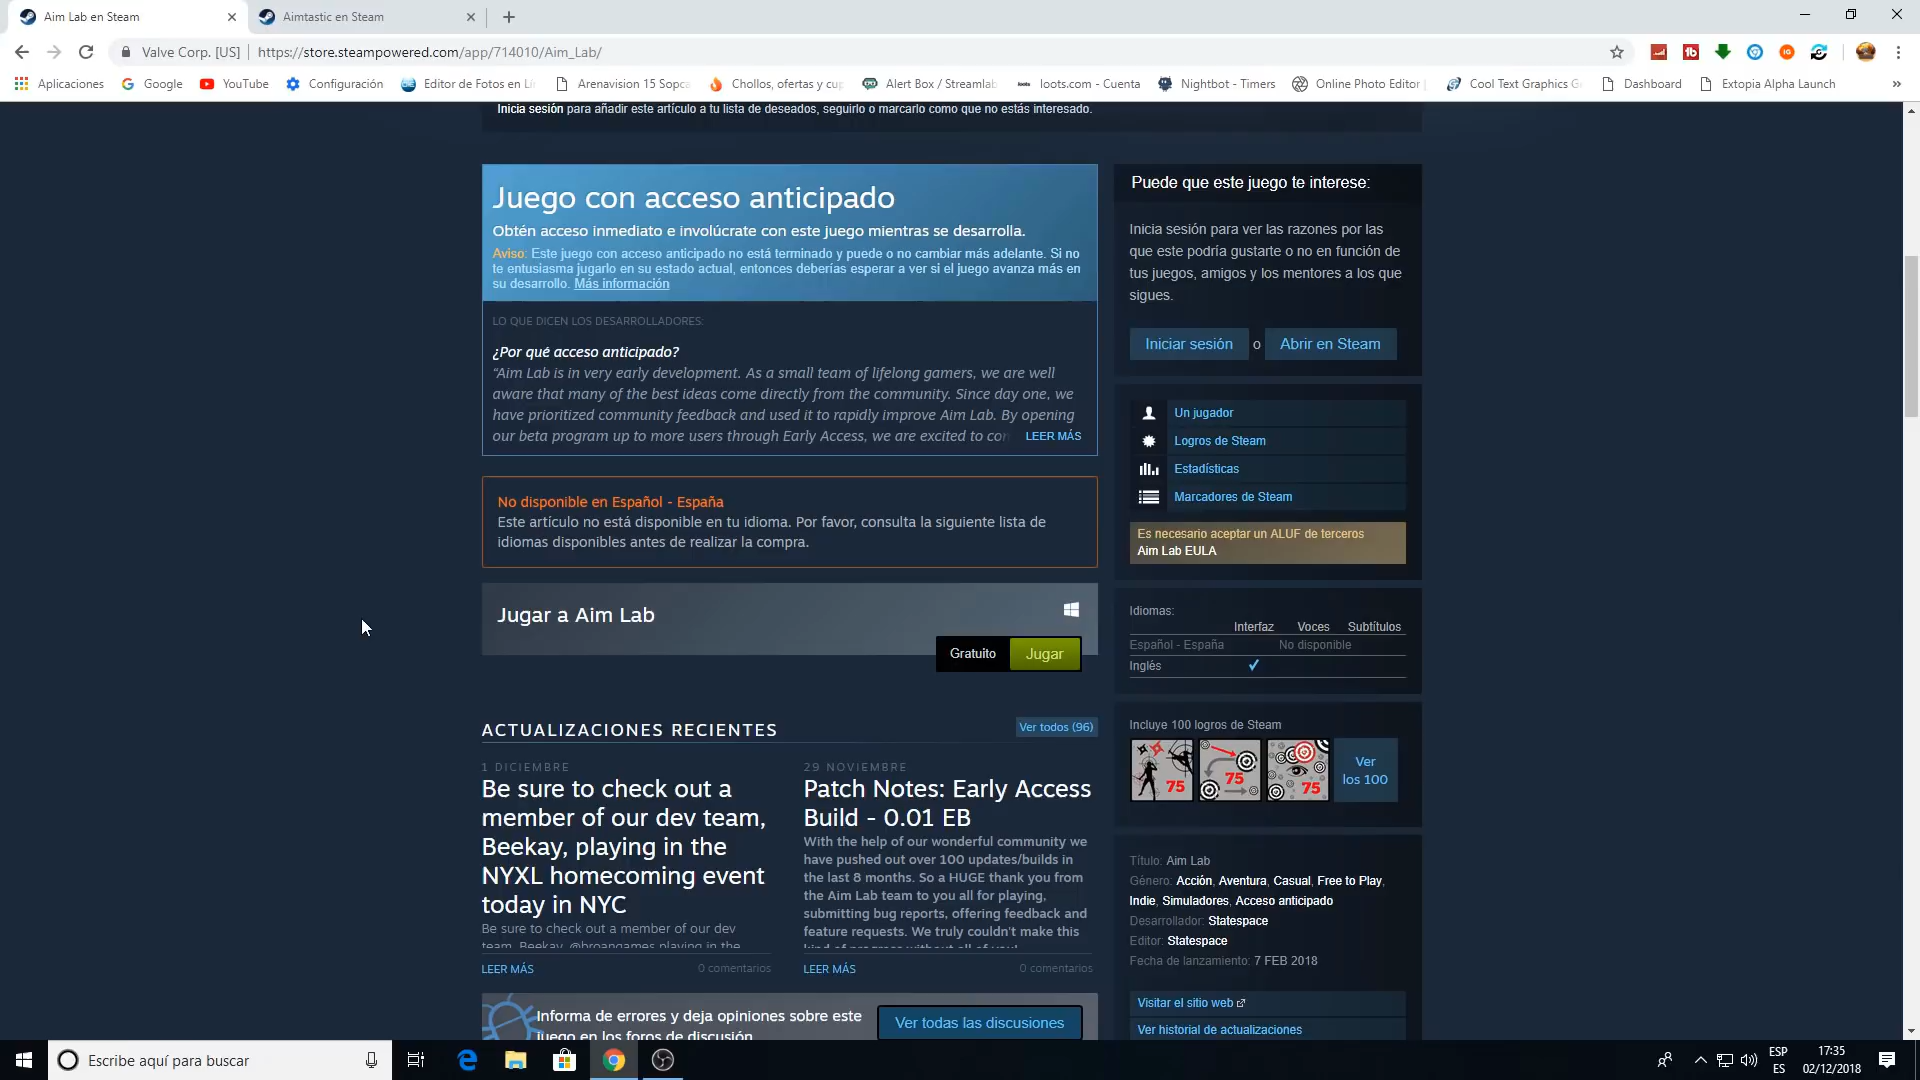 Aim Lab en Steam
Aimtastic en Steam
Valve Corp. [US]
https://store.steampowered.com/app/714010/Aim_Lab/
Aplicaciones
Google
YouTube
Configuración
Editor de Fotos en Lí
Arenavision 15 Sopca
Chollos, ofertas y cup
Alert Box / Streamlab
loots.com - Cuenta
Nightbot - Timers
Online Photo Editor
Cool Text Graphics G
Dashboard
Extopia Alpha Launch
»
Inicia sesión para añadir este artículo a tu lista de deseados, seguirlo o marcarlo como que no estás interesado.
Juego con acceso anticipado
Obtén acceso inmediato e involúcrate con este juego mientras se desarrolla.
Aviso: Este juego con acceso anticipado no está terminado y puede o no cambiar más adelante. Si no
te entusiasma jugarlo en su estado actual, entonces deberías esperar a ver si el juego avanza más en
su desarrollo. Más información
LO QUE DICEN LOS DESARROLLADORES:
¿Por qué acceso anticipado?
“Aim Lab is in very early development. As a small team of lifelong gamers, we are well
aware that many of the best ideas come directly from the community. Since day one, we
have prioritized community feedback and used it to rapidly improve Aim Lab. By opening
our beta program up to more users through Early Access, we are excited to con
LEER MÁS
No disponible en Español - España
Este artículo no está disponible en tu idioma. Por favor, consulta la siguiente lista de
idiomas disponibles antes de realizar la compra.
Jugar a Aim Lab
Gratuito
Jugar
ACTUALIZACIONES RECIENTES
Ver todos (96)
1 DICIEMBRE
Be sure to check out a
member of our dev team,
Beekay, playing in the
NYXL homecoming event
today in NYC
Be sure to check out a member of our dev
team, Beekay, @broangames playing in the
LEER MÁS
0 comentarios
29 NOVIEMBRE
Patch Notes: Early Access
Build - 0.01 EB
With the help of our wonderful community we
have pushed out over 100 updates/builds in
the last 8 months. So a HUGE thank you from
the Aim Lab team to you all for playing,
submitting bug reports, offering feedback and
feature requests. We truly couldn't make this
kind of progress without all of you!
LEER MÁS
0 comentarios
Informa de errores y deja opiniones sobre este
juego en los foros de discusión
Ver todas las discusiones
Puede que este juego te interese:
Inicia sesión para ver las razones por las
que este podría gustarte o no en función de
tus juegos, amigos y los mentores a los que
sigues.
Iniciar sesión
o
Abrir en Steam
Un jugador
Logros de Steam
Estadísticas
Marcadores de Steam
Es necesario aceptar un ALUF de terceros
Aim Lab EULA
Idiomas:
Interfaz
Voces
Subtítulos
Español - España
No disponible
Inglés
✓
Incluye 100 logros de Steam
75
75
75
Ver
los 100
Título: Aim Lab
Género: Acción, Aventura, Casual, Free to Play,
Indie, Simuladores, Acceso anticipado
Desarrollador: Statespace
Editor: Statespace
Fecha de lanzamiento: 7 FEB 2018
Visitar el sitio web
Ver historial de actualizaciones
Escribe aquí para buscar
ESP
ES
17:35
02/12/2018